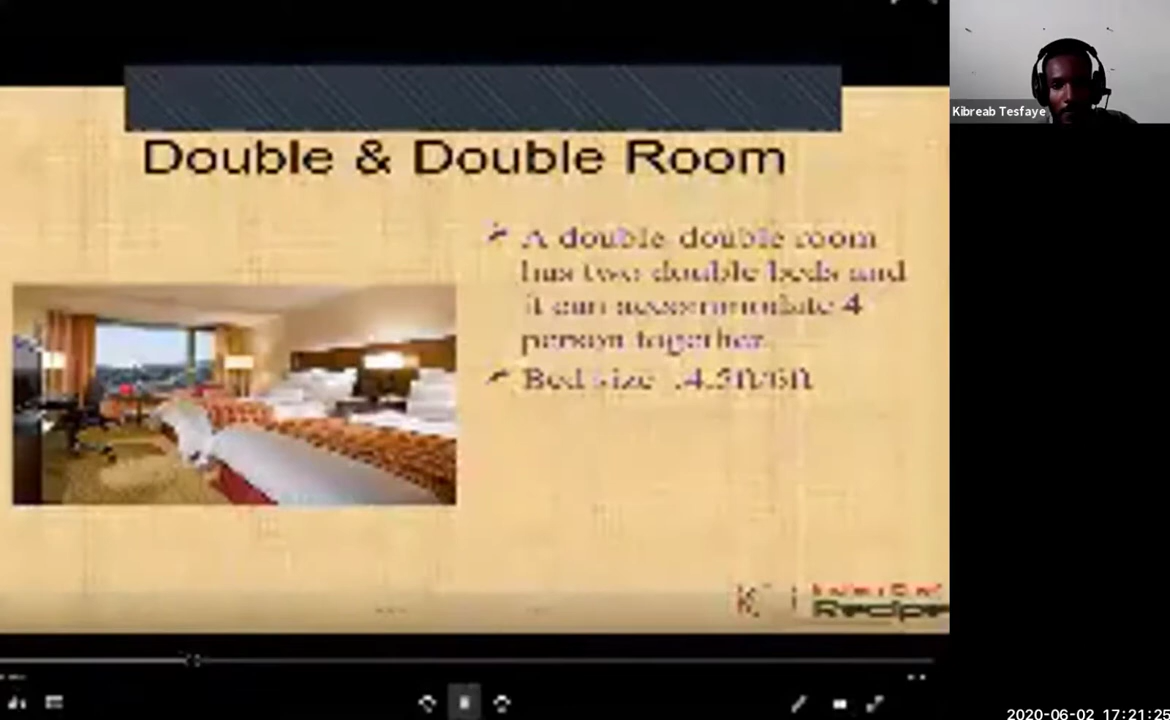 Kibreab Tesfaye
Double & Double Room
A double double room
has two double beds and
it can accommodate 4
person together.
Bed size
Recipe
2020-06-02 17:21:25